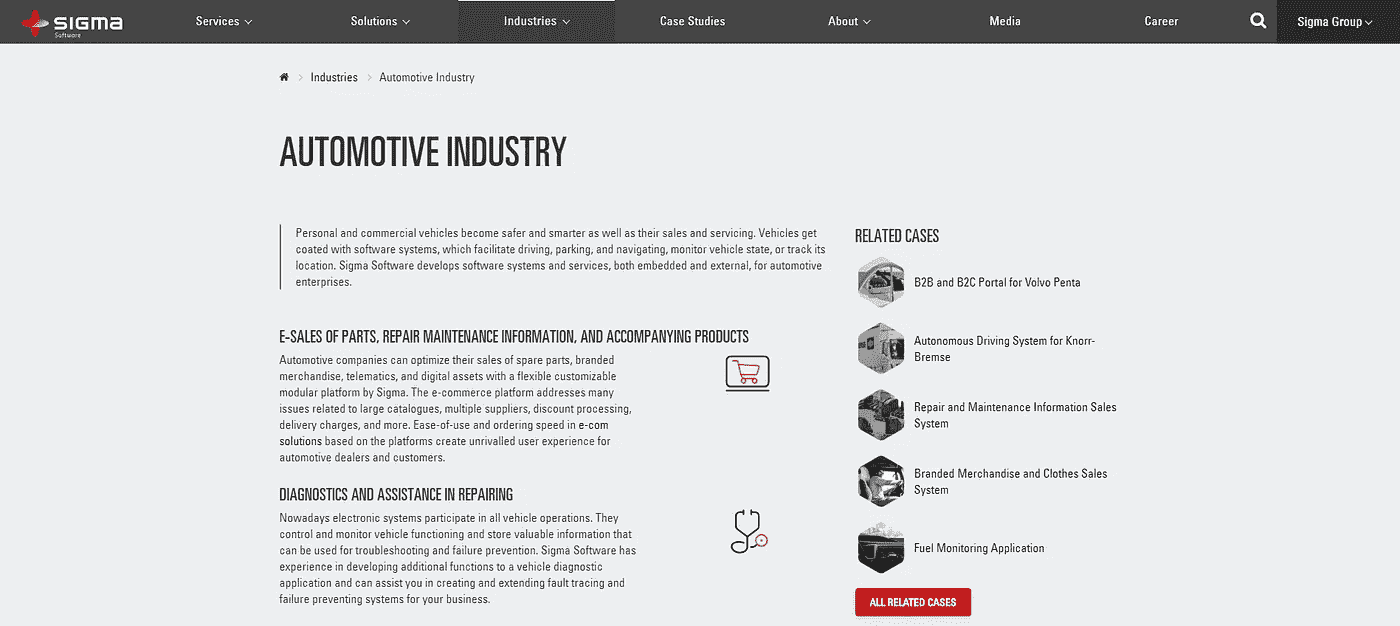 SIGMA
Software
Services
Solutions
Industries
Case Studies
About
Media
Career
Sigma Group
Industries
Automotive Industry
AUTOMOTIVE INDUSTRY
Personal and commercial vehicles become safer and smarter as well as their sales and servicing. Vehicles get
coated with software systems, which facilitate driving, parking, and navigating, monitor vehicle state, or track its
location. Sigma Software develops software systems and services, both embedded and external, for automotive
enterprises.
E-SALES OF PARTS, REPAIR MAINTENANCE INFORMATION, AND ACCOMPANYING PRODUCTS
Automotive companies can optimize their sales of spare parts, branded
merchandise, telematics, and digital assets with a flexible customizable
modular platform by Sigma. The e-commerce platform addresses many
issues related to large catalogues, multiple suppliers, discount processing,
delivery charges, and more. Ease-of-use and ordering speed in e-com
solutions based on the platforms create unrivalled user experience for
automotive dealers and customers.
DIAGNOSTICS AND ASSISTANCE IN REPAIRING
Nowadays electronic systems participate in all vehicle operations. They
control and monitor vehicle functioning and store valuable information that
can be used for troubleshooting and failure prevention. Sigma Software has
experience in developing additional functions to a vehicle diagnostic
application and can assist you in creating and extending fault tracing and
failure preventing systems for your business.
RELATED CASES
B2B and B2C Portal for Volvo Penta
Autonomous Driving System for Knorr-
Bremse
Repair and Maintenance Information Sales
System
Branded Merchandise and Clothes Sales
System
Fuel Monitoring Application
ALL RELATED CASES